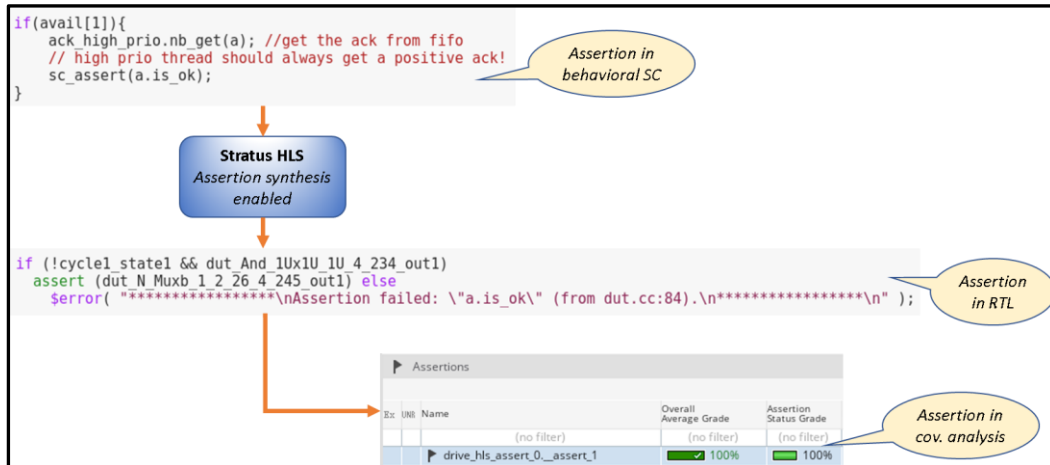 if(avail[1]){
ack_high_prio.nb_get(a); //get the ack from fifo
// high prio thread should always get a positive ack!
sc_assert(a.is_ok);
}
Assertion in
behavioral SC
Stratus HLS
Assertion synthesis
enabled
if (!cycle1_state1 && dut_And_1Ux1U_1U_4_234_out1)
assert (dut_N_Muxb_1_2_26_4_245_out1) else
$error( "*****************\nAssertion failed: \"a.is_ok\" (from dut.cc:84).\n*****************\n" );
Assertion
in RTL
Assertions
Ex UNR Name Overall Average Grade Assertion Status Grade
(no filter) (no filter) (no filter)
drive_hls_assert_0.__assert_1 100% 100%
Assertion in
cov. analysis